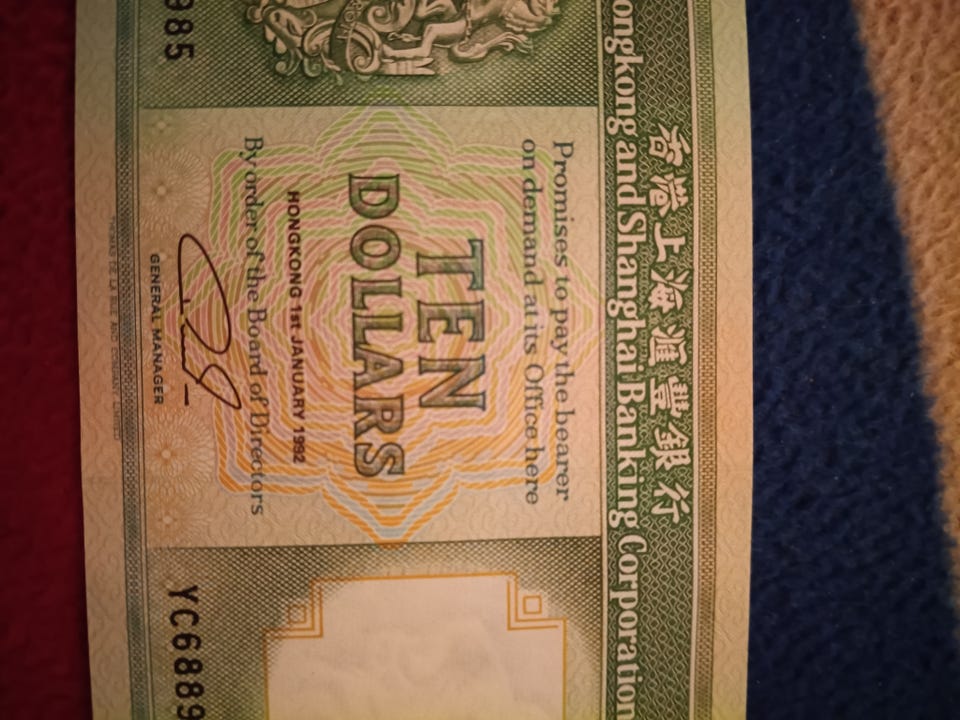 香港上海滙豐銀行
ongkong and Shanghai Banking Corporation
Promises to pay the bearer
on demand at its Office here
TEN
DOLLARS
HONGKONG 1st JANUARY 1992
By order of the Board of Directors
GENERAL MANAGER
985
YC6889